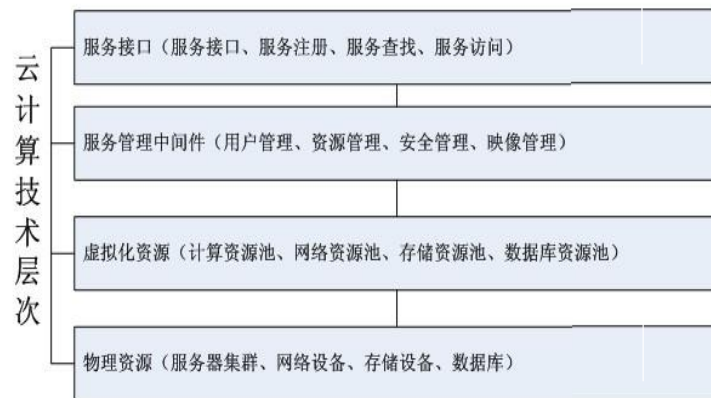 云计算技术层次
服务接口（服务接口、服务注册、服务查找、服务访问）
服务管理中间件（用户管理、资源管理、安全管理、映像管理）
虚拟化资源（计算资源池、网络资源池、存储资源池、数据库资源池）
物理资源（服务器集群、网络设备、存储设备、数据库）